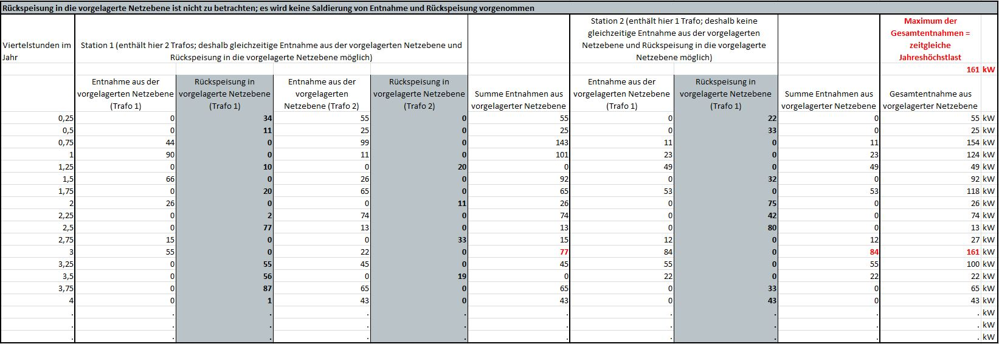 Rückspeisung in die vorgelagerte Netzebene ist nicht zu betrachten; es wird keine Saldierung von Entnahme und Rückspeisung vorgenommen
Viertelstunden im
Jahr
Station 1 (enthält hier 2 Trafos; deshalb gleichzeitige Entnahme aus der vorgelagerten Netzebene und
Rückspeisung in die vorgelagerte Netzebene möglich)
Station 2 (enthält hier 1 Trafo; deshalb keine
gleichzeitige Entnahme aus der vorgelagerten
Netzebene und Rückspeisung in die vorgelagerte
Netzebene möglich)
Maximum der
Gesamtentnahmen =
zeitgleiche
Jahreshöchstlast
161 kW
Entnahme aus der
vorgelagerten Netzebene
(Trafo 1)
Rückspeisung in
vorgelagerte Netzebene
(Trafo 1)
Entnahme aus der
vorgelagerten
Netzebene (Trafo 2)
Rückspeisung in
vorgelagerte Netzebene
(Trafo 2)
Summe Entnahmen aus
vorgelagerter Netzebene
Entnahme aus der
vorgelagerten Netzebene
(Trafo 1)
Rückspeisung in
vorgelagerte Netzebene
(Trafo 1)
Summe Entnahmen aus
vorgelagerter Netzebene
Gesamtentnahme aus
vorgelagerter Netzebene
0,25 0 34 55 0 55 0 22 0 55 kW
0,5 0 11 25 0 25 0 33 0 25 kW
0,75 44 0 99 0 143 11 0 11 154 kW
1 90 0 11 0 101 23 0 23 124 kW
1,25 0 10 0 20 0 49 0 49 49 kW
1,5 66 0 26 0 92 0 32 0 92 kW
1,75 0 20 65 0 65 53 0 53 118 kW
2 26 0 0 11 26 0 75 0 26 kW
2,25 0 2 74 0 74 0 42 0 74 kW
2,5 0 77 13 0 13 0 80 0 13 kW
2,75 15 0 0 33 15 12 0 12 27 kW
3 55 0 22 0 77 84 0 84 161 kW
3,25 0 55 45 0 45 55 0 55 100 kW
3,5 0 56 0 19 0 22 0 22 22 kW
3,75 0 87 65 0 65 0 33 0 65 kW
4 0 1 43 0 43 0 43 0 43 kW
. . . . . . . . . . kW
. . . . . . . . . . kW
. . . . . . . . . . kW